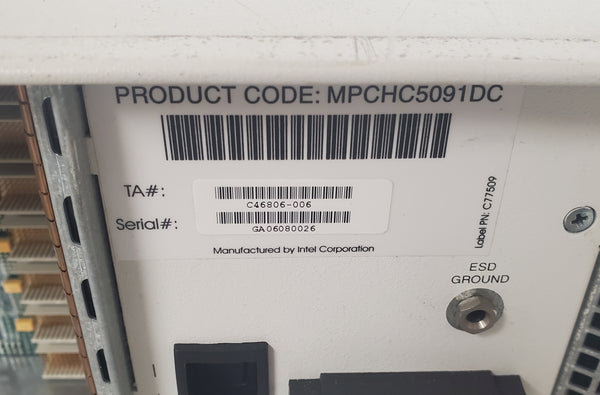 PRODUCT CODE: MPCHC5091DC
TA#:
C46806-006
Serial#:
GA06080026
Manufactured by Intel Corporation
Label PN: C77509
ESD
GROUND